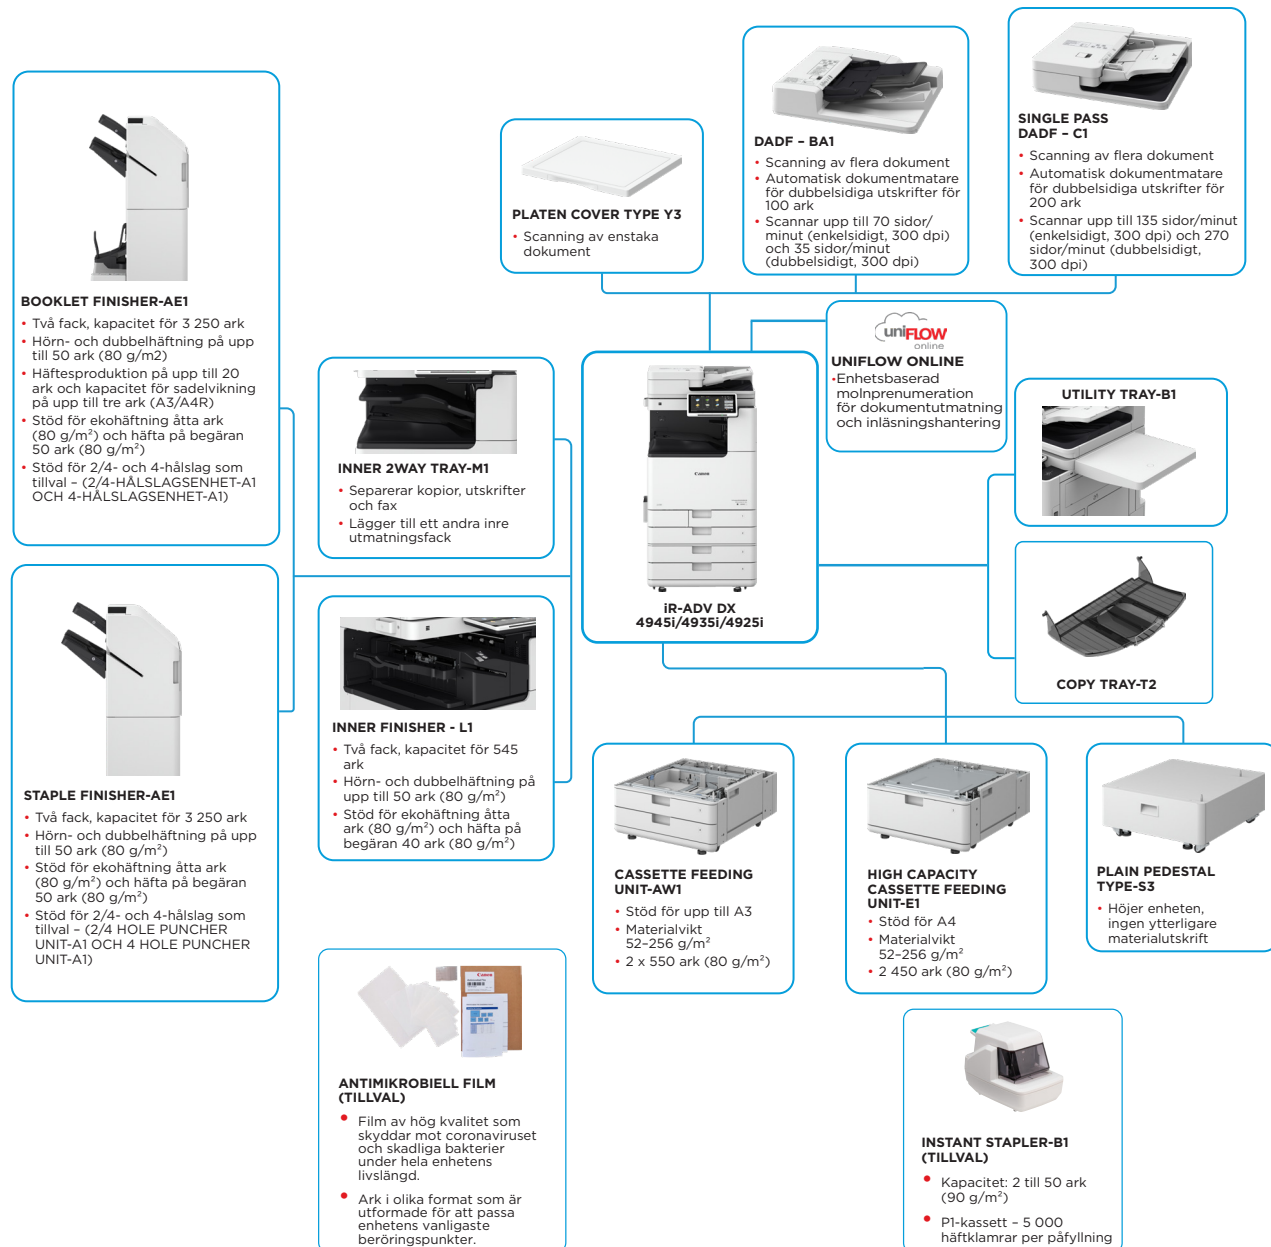 BOOKLET FINISHER-AE1
• Två fack, kapacitet för 3 250 ark
• Hörn- och dubbelhäftning på upp
till 50 ark (80 g/m2)
• Häftesproduktion på upp till 20
ark och kapacitet för sadelvikning
på upp till tre ark (A3/A4R)
• Stöd för ekohäftning åtta ark
(80 g/m²) och häfta på begäran
50 ark (80 g/m²)
• Stöd för 2/4- och 4-hålslag som
tillval – (2/4-HÅLSLAGSENHET-A1
OCH 4-HÅLSLAGSENHET-A1)
STAPLE FINISHER-AE1
• Två fack, kapacitet för 3 250 ark
• Hörn- och dubbelhäftning på upp
till 50 ark (80 g/m²)
• Stöd för ekohäftning åtta ark
(80 g/m²) och häfta på begäran
50 ark (80 g/m²)
• Stöd för 2/4- och 4-hålslag som
tillval – (2/4 HOLE PUNCHER
UNIT-A1 OCH 4 HOLE PUNCHER
UNIT-A1)
INNER 2WAY TRAY-M1
• Separerar kopior, utskrifter
och fax
• Lägger till ett andra inre
utmatningsfack
INNER FINISHER - L1
• Två fack, kapacitet för 545
ark
• Hörn- och dubbelhäftning på
upp till 50 ark (80 g/m²)
• Stöd för ekohäftning åtta
ark (80 g/m²) och häfta på
begäran 40 ark (80 g/m²)
PLATEN COVER TYPE Y3
• Scanning av enstaka
dokument
DADF – BA1
• Scanning av flera dokument
• Automatisk dokumentmatare
för dubbelsidiga utskrifter för
100 ark
• Scannar upp till 70 sidor/
minut (enkelsidigt, 300 dpi)
och 35 sidor/minut
(dubbelsidigt, 300 dpi)
SINGLE PASS
DADF – C1
• Scanning av flera dokument
• Automatisk dokumentmatare
för dubbelsidiga utskrifter för
200 ark
• Scannar upp till 135 sidor/minut
(enkelsidigt, 300 dpi) och 270
sidor/minut (dubbelsidigt,
300 dpi)
uniFLOW
online
UNIFLOW ONLINE
•Enhetsbaserad
molnprenumeration
för dokumentutmatning
och inläsningshantering
Canon
iR-ADV DX
4945i/4935i/4925i
UTILITY TRAY-B1
COPY TRAY-T2
CASSETTE FEEDING
UNIT-AW1
• Stöd för upp till A3
• Materialvikt
52–256 g/m²
• 2 x 550 ark (80 g/m²)
HIGH CAPACITY
CASSETTE FEEDING
UNIT-E1
• Stöd för A4
• Materialvikt
52–256 g/m²
• 2 450 ark (80 g/m²)
PLAIN PEDESTAL
TYPE-S3
• Höjer enheten,
ingen ytterligare
materialutskrift
Canon
ANTIMIKROBIELL FILM
(TILLVAL)
• Film av hög kvalitet som
skyddar mot coronaviruset
och skadliga bakterier
under hela enhetens
livslängd.
• Ark i olika format som är
utformade för att passa
enhetens vanligaste
beröringspunkter.
INSTANT STAPLER-B1
(TILLVAL)
• Kapacitet: 2 till 50 ark
(90 g/m²)
• P1-kassett – 5 000
häftklamrar per påfyllning